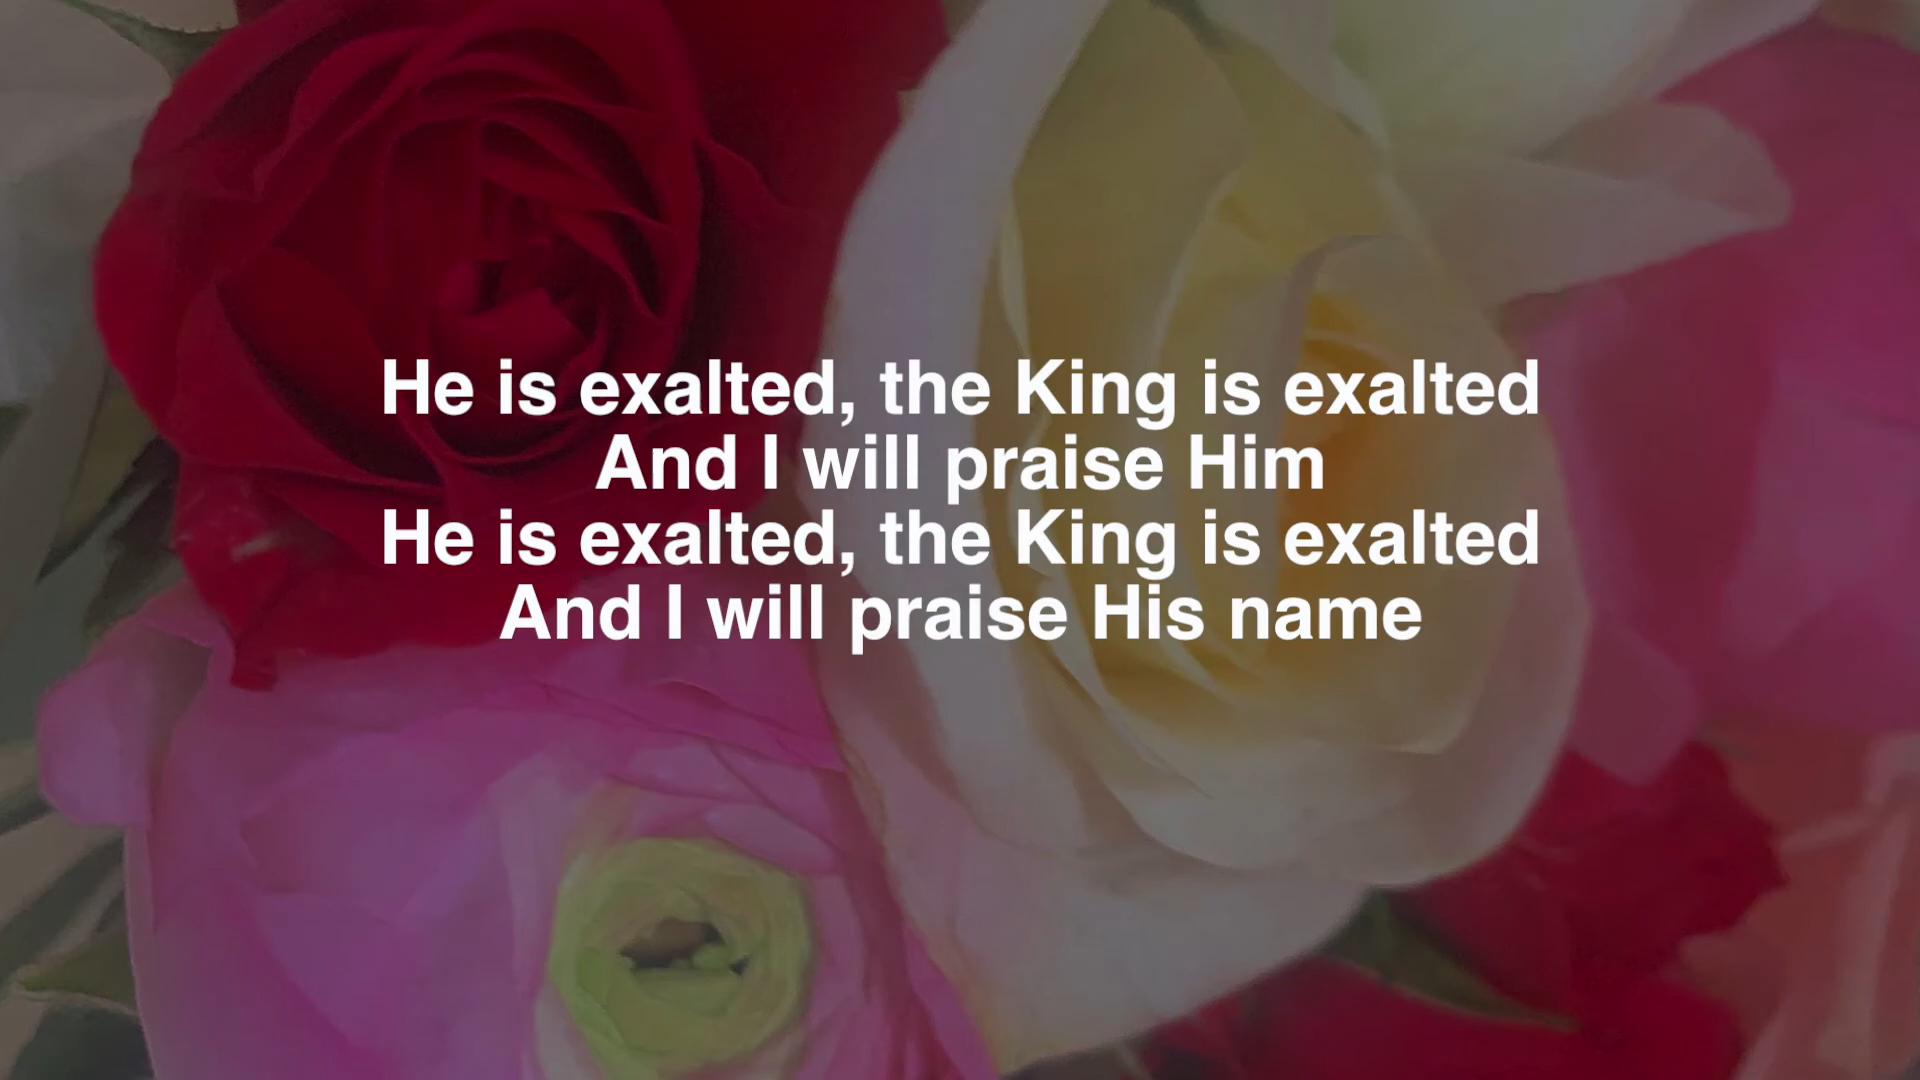 He is exalted, the King is exalted
And I will praise Him
He is exalted, the King is exalted
And I will praise His name